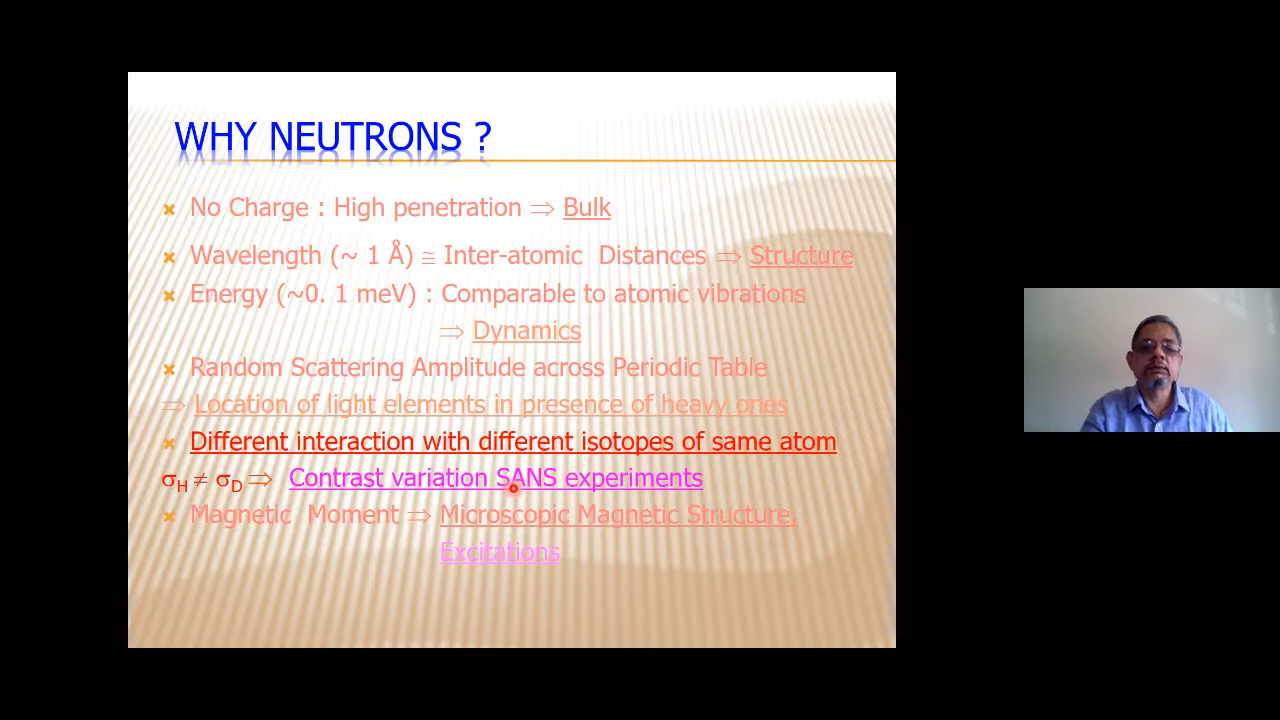 WHY NEUTRONS ?
No Charge : High penetration ⇒ Bulk
Wavelength (~ 1 Å) ≅ Inter-atomic Distances ⇒ Structure
Energy (~0. 1 meV) : Comparable to atomic vibrations
⇒ Dynamics
Random Scattering Amplitude across Periodic Table
⇒ Location of light elements in presence of heavy ones
Different interaction with different isotopes of same atom
σH ≠ σD ⇒ Contrast variation SANS experiments
Magnetic Moment ⇒ Microscopic Magnetic Structure,
Excitations